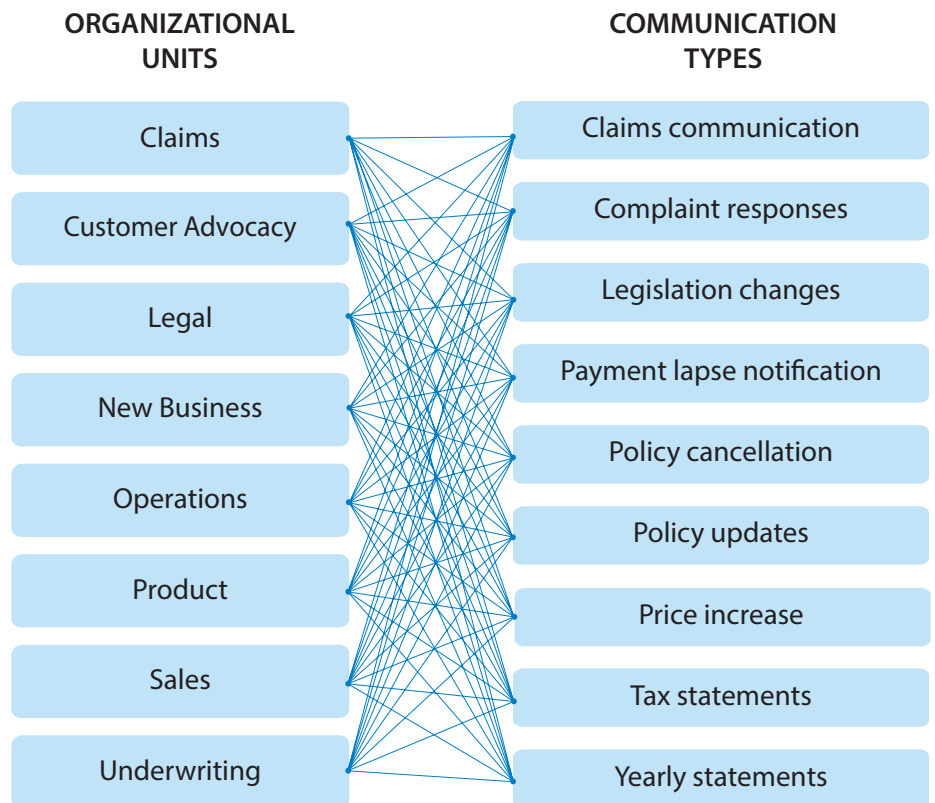 ORGANIZATIONAL
UNITS
Claims
Customer Advocacy
Legal
New Business
Operations
Product
Sales
Underwriting
COMMUNICATION
TYPES
Claims communication
Complaint responses
Legislation changes
Payment lapse notification
Policy cancellation
Policy updates
Price increase
Tax statements
Yearly statements